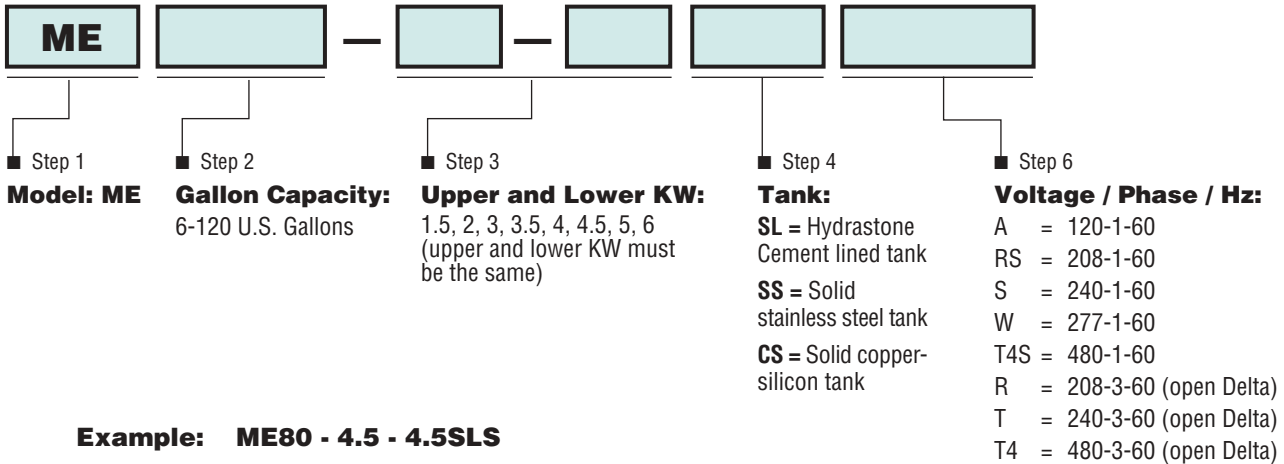 ME — —
■ Step 1
Model: ME
■ Step 2
Gallon Capacity:
6-120 U.S. Gallons
■ Step 3
Upper and Lower KW:
1.5, 2, 3, 3.5, 4, 4.5, 5, 6
(upper and lower KW must
be the same)
■ Step 4
Tank:
SL = Hydrastone
Cement lined tank
SS = Solid
stainless steel tank
CS = Solid copper-
silicon tank
■ Step 6
Voltage / Phase / Hz:
A = 120-1-60
RS = 208-1-60
S = 240-1-60
W = 277-1-60
T4S = 480-1-60
R = 208-3-60 (open Delta)
T = 240-3-60 (open Delta)
T4 = 480-3-60 (open Delta)
Example: ME80 - 4.5 - 4.5SLS